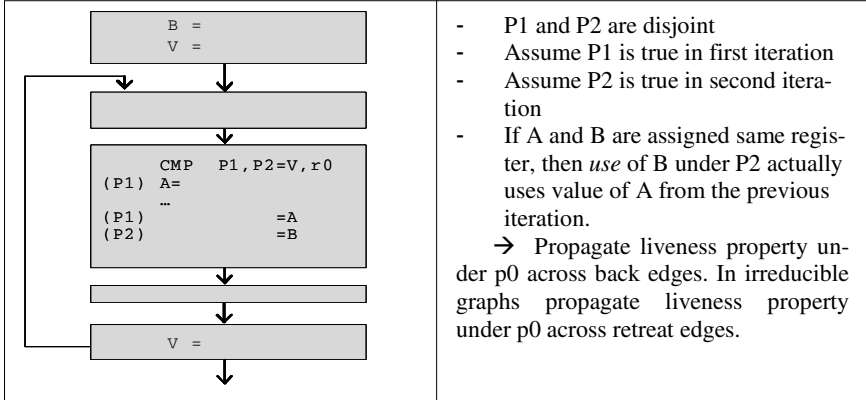 B =
V =
CMP P1,P2=V,r0
(P1) A=
…
(P1) =A
(P2) =B
V =
- P1 and P2 are disjoint
- Assume P1 is true in first iteration
- Assume P2 is true in second itera-
tion
- If A and B are assigned same regis-
ter, then use of B under P2 actually
uses value of A from the previous
iteration.
→ Propagate liveness property un-
der p0 across back edges. In irreducible
graphs propagate liveness property
under p0 across retreat edges.